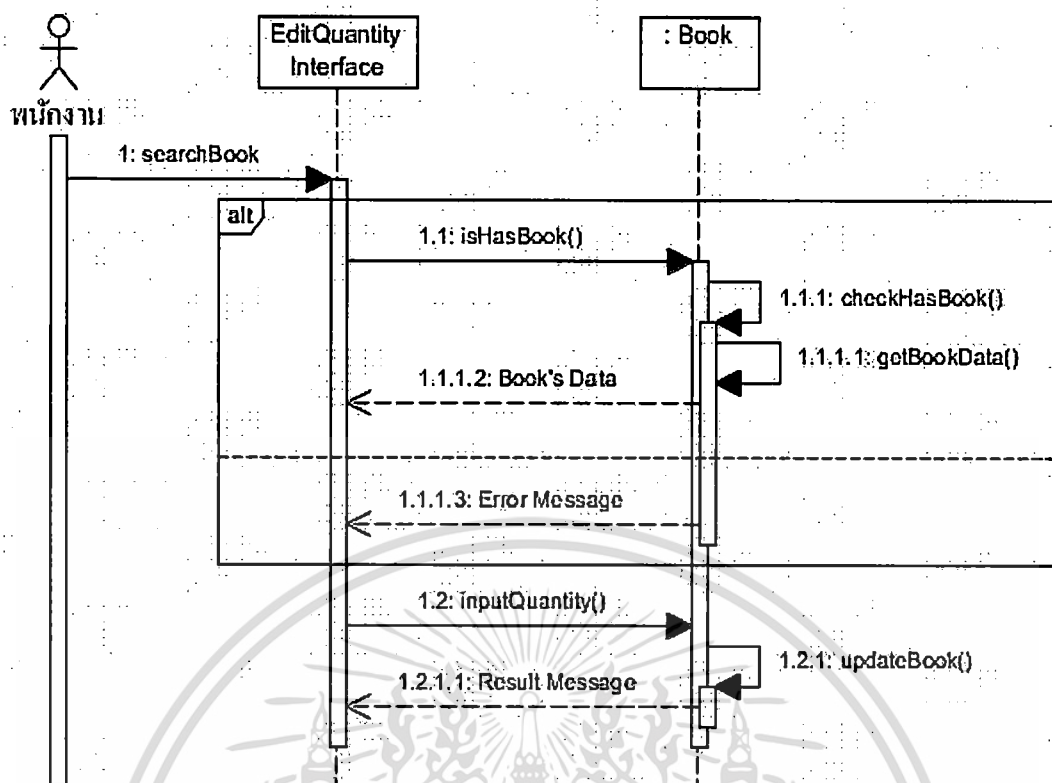 EditQuantity
Interface
: Book
พนักงาน
1: searchBook
alt
1.1: isHasBook()
1.1.1: checkHasBook()
1.1.1.1: getBookData()
1.1.1.2: Book's Data
1.1.1.3: Error Message
1.2: inputQuantity()
1.2.1: updateBook()
1.2.1.1: Result Message